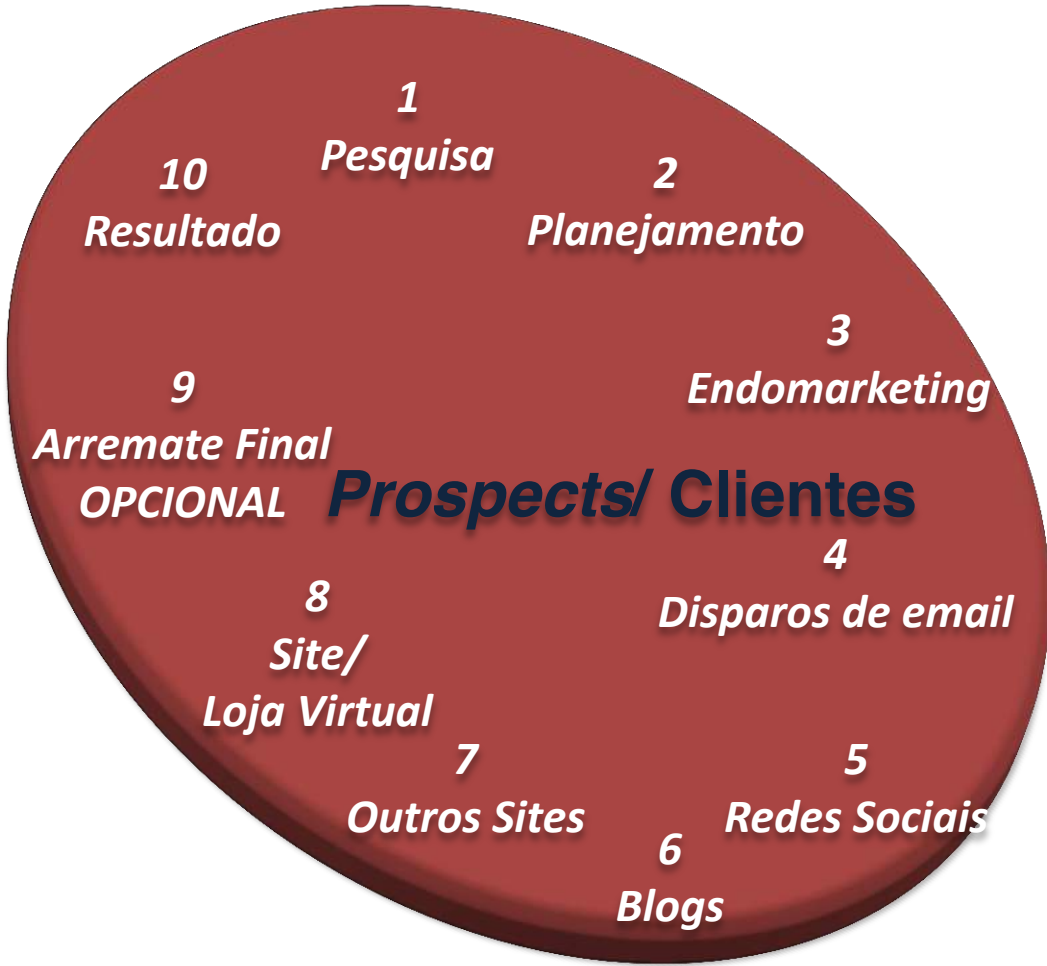 1
Pesquisa
2
Planejamento
3
Endomarketing
4
Disparos de email
5
Redes Sociais
6
Blogs
7
Outros Sites
8
Site/
Loja Virtual
9
Arremate Final
OPCIONAL
10
Resultado
Prospects/ Clientes